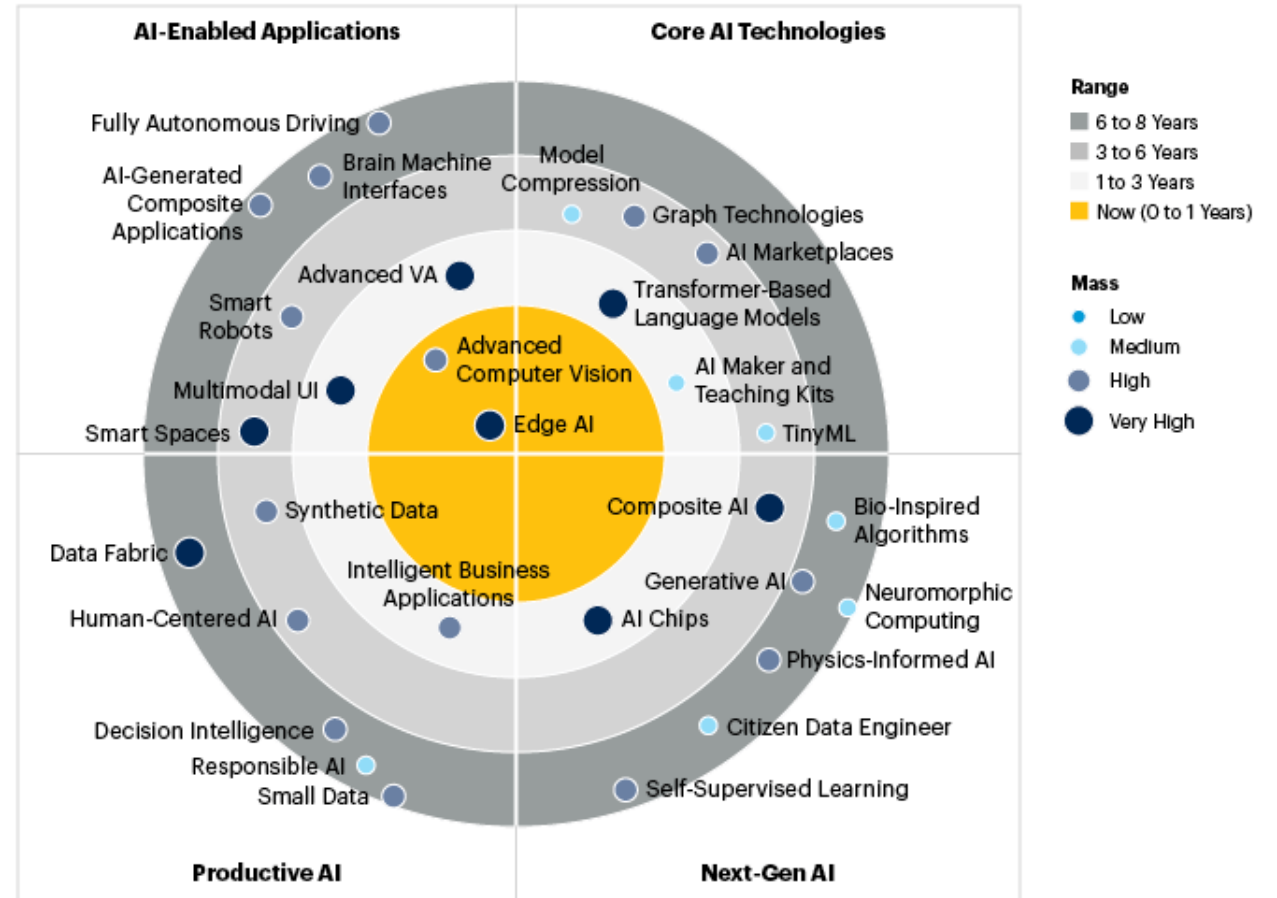 AI-Enabled Applications
Core AI Technologies
Fully Autonomous Driving
Brain Machine
Interfaces
AI-Generated
Composite
Applications
Advanced VA
Smart
Robots
Advanced
Computer Vision
Multimodal UI
Edge AI
Smart Spaces
Model
Compression
Graph Technologies
AI Marketplaces
Transformer-Based
Language Models
AI Maker and
Teaching Kits
TinyML
Synthetic Data
Data Fabric
Intelligent Business
Applications
Human-Centered AI
Decision Intelligence
Responsible AI
Small Data
Composite AI
Bio-Inspired
Algorithms
Generative AI
Neuromorphic
Computing
AI Chips
Physics-Informed AI
Citizen Data Engineer
Self-Supervised Learning
Productive AI
Next-Gen AI
Range
6 to 8 Years
3 to 6 Years
1 to 3 Years
Now (0 to 1 Years)
Mass
Low
Medium
High
Very High